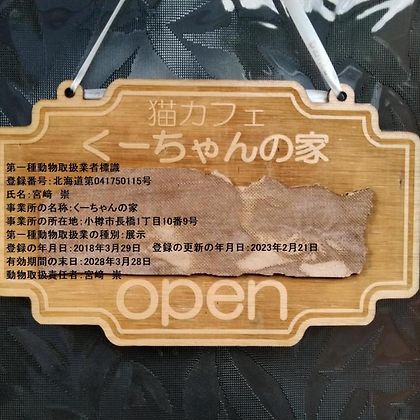 猫カフェ
くーちゃんの家
第一種動物取扱業者標識
登録番号:北海道第041750115号
氏名:宮﨑 崇
事業所の名称:くーちゃんの家
事業所の所在地:小樽市長橋1丁目10番9号
第一種動物取扱業の種別:展示
登録の年月日:2018年3月29日 登録の更新の年月日:2023年2月21日
有効期間の末日:2028年3月28日
動物取扱責任者:宮﨑 崇
open